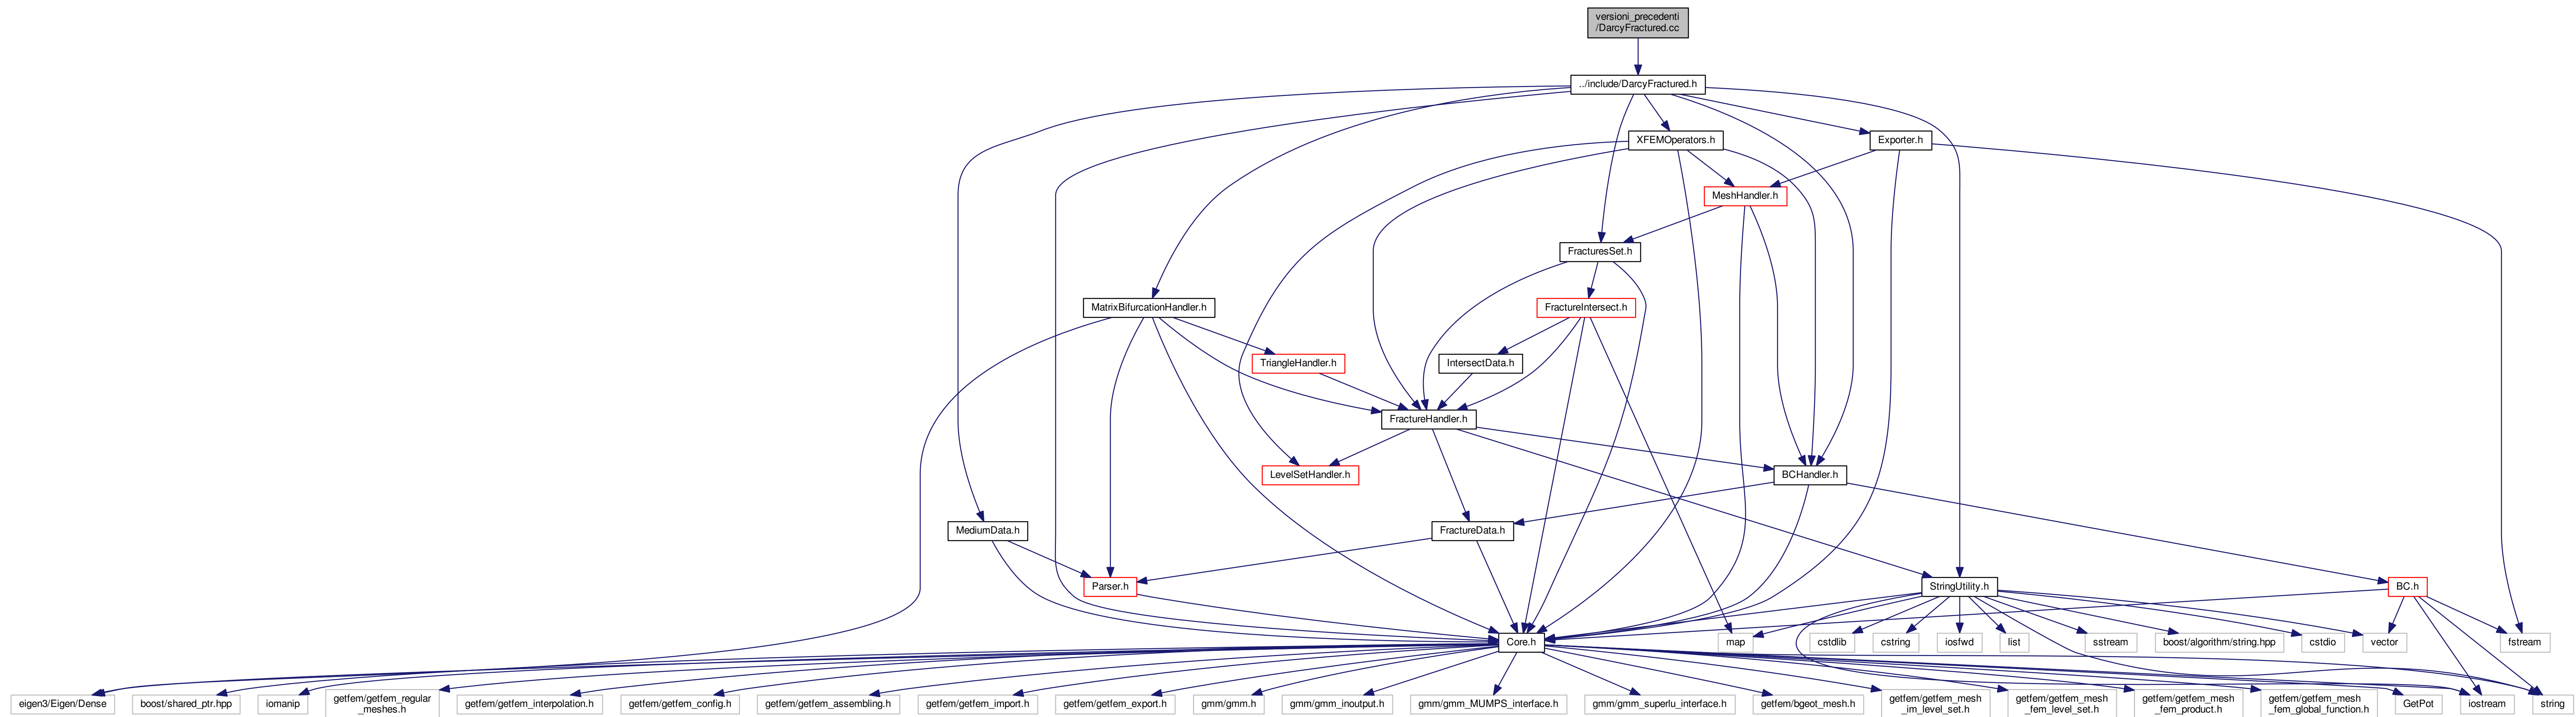 versioni_precedenti
/DarcyFractured.cc
../include/DarcyFractured.h
XFEMOperators.h
Exporter.h
MeshHandler.h
FracturesSet.h
MatrixBifurcationHandler.h
FractureIntersect.h
TriangleHandler.h
IntersectData.h
FractureHandler.h
LevelSetHandler.h
BCHandler.h
MediumData.h
FractureData.h
Parser.h
StringUtility.h
BC.h
Core.h
map
cstdlib
cstring
iosfwd
list
sstream
boost/algorithm/string.hpp
cstdio
vector
fstream
eigen3/Eigen/Dense
boost/shared_ptr.hpp
iomanip
getfem/getfem_regular
_meshes.h
getfem/getfem_interpolation.h
getfem/getfem_config.h
getfem/getfem_assembling.h
getfem/getfem_import.h
getfem/getfem_export.h
gmm/gmm.h
gmm/gmm_inoutput.h
gmm/gmm_MUMPS_interface.h
gmm/gmm_superlu_interface.h
getfem/bgeot_mesh.h
getfem/getfem_mesh
_im_level_set.h
getfem/getfem_mesh
_fem_level_set.h
getfem/getfem_mesh
_fem_product.h
getfem/getfem_mesh
_fem_global_function.h
GetPot
iostream
string